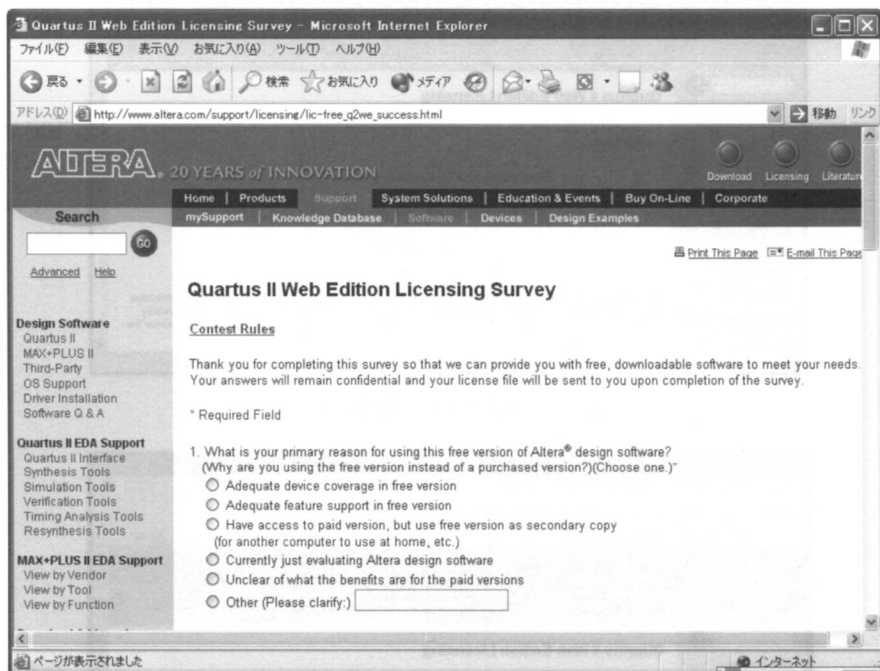 Quartus II Web Edition Licensing Survey - Microsoft Internet Explorer
ファイル(F) 編集(E) 表示(V) お気に入り(A) ツール(T) ヘルプ(H)
戻る 検索 お気に入り メディア
アドレス(D) http://www.altera.com/support/licensing/lic-free_q2we_success.html 移動 リンク
ALTERA® 20 YEARS of INNOVATION
Download Licensing Literature
Home | Products | Support | System Solutions | Education & Events | Buy On-Line | Corporate
mySupport | Knowledge Database | Software | Devices | Design Examples
Search
GO
Advanced Help
Design Software
Quartus II
MAX+PLUS II
Third-Party
OS Support
Driver Installation
Software Q & A
Quartus II EDA Support
Quartus II Interface
Synthesis Tools
Simulation Tools
Verification Tools
Timing Analysis Tools
Resynthesis Tools
MAX+PLUS II EDA Support
View by Vendor
View by Tool
View by Function
Print This Page E-mail This Page
Quartus II Web Edition Licensing Survey
Contest Rules
Thank you for completing this survey so that we can provide you with free, downloadable software to meet your needs.
Your answers will remain confidential and your license file will be sent to you upon completion of the survey.
* Required Field
1. What is your primary reason for using this free version of Altera® design software?
(Why are you using the free version instead of a purchased version?)(Choose one.)*
Adequate device coverage in free version
Adequate feature support in free version
Have access to paid version, but use free version as secondary copy
(for another computer to use at home, etc.)
Currently just evaluating Altera design software
Unclear of what the benefits are for the paid versions
Other (Please clarify:)
ページが表示されました インターネット